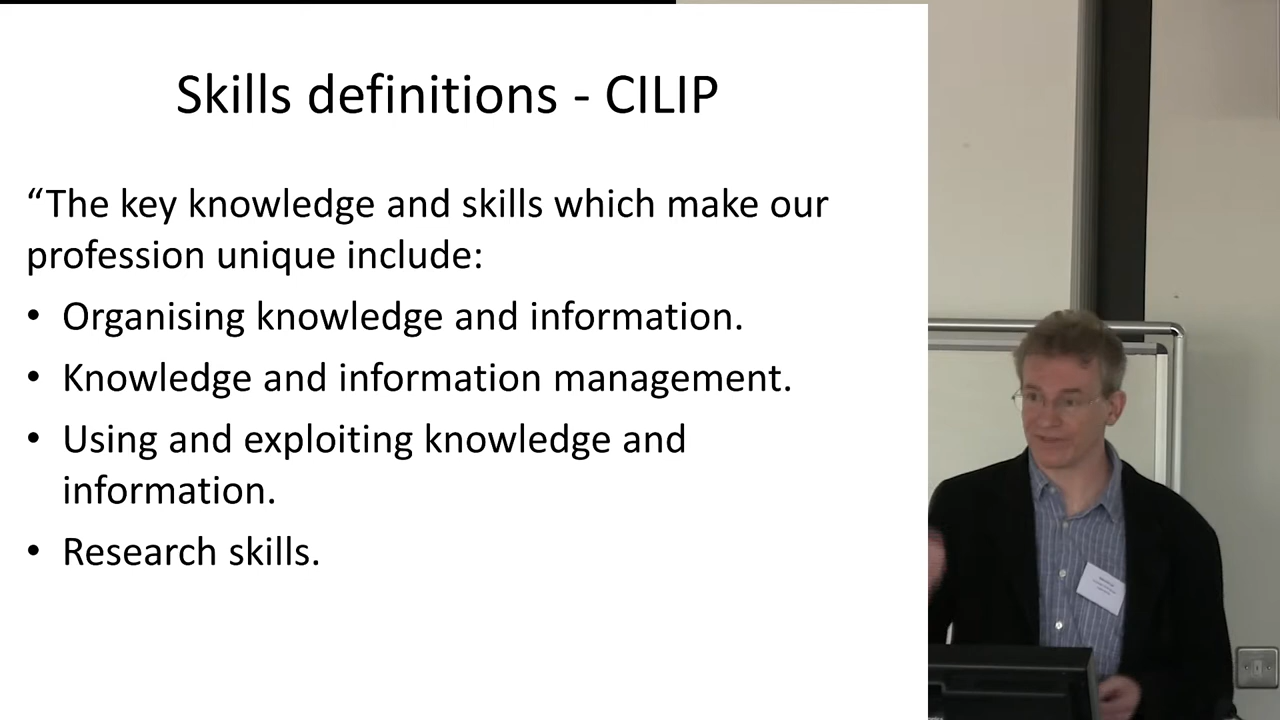 Skills definitions - CILIP
“The key knowledge and skills which make our
profession unique include:
• Organising knowledge and information.
• Knowledge and information management.
• Using and exploiting knowledge and
information.
• Research skills.